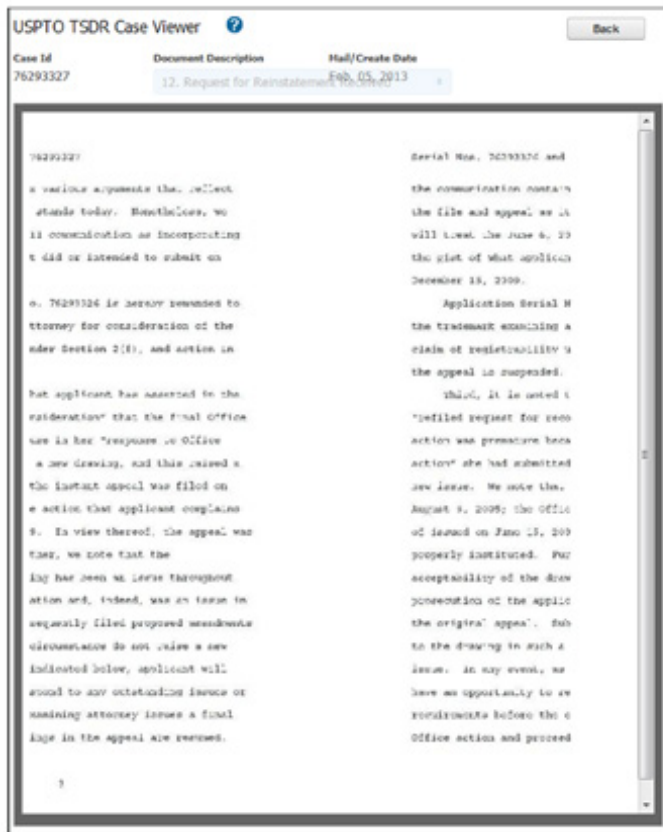 USPTO TSDR Case Viewer ?
Back
Case Id Document Description Mail/Create Date
76293327 12. Request for Reinstatement Received Feb. 05, 2013
76293327
s various arguments that reflect
stands today. Nonetheless, we
ll communication as incorporating
t did or intended to submit on
o. 76293326 is hereby remanded to
ttorney for consideration of the
nder Section 2(f), and action in
hat applicant has asserted in the
nsideration" that the final Office
use in her "response to Office
a new drawing, and this raised a
the instant appeal was filed on
e action that applicant complains
9. In view thereof, the appeal was
ther, we note that the
ing has been an issue throughout
ation and, indeed, was an issue in
sequently filed proposed amendments
circumstance do not raise a new
indicated below, applicant will
spond to any outstanding issues or
xamining attorney issues a final
ings in the appeal are resumed.
Serial Nos. 76293326 and
the communication contain
the file and appeal as it
will treat the June 6, 20
the gist of what applican
December 15, 2009.
Application Serial N
the trademark examining a
claim of registrability u
the appeal is suspended.
Third, it is noted t
"refiled request for reco
action was premature beca
action" she had submitted
new issue. We note tha
August 5, 2009; the Offic
of issued on June 15, 200
properly instituted. Fur
acceptability of the draw
prosecution of the applic
the original appeal. Sub
to the drawing in such a
issue. In any event, as
have an opportunity to re
requirements before the e
Office action and proceed